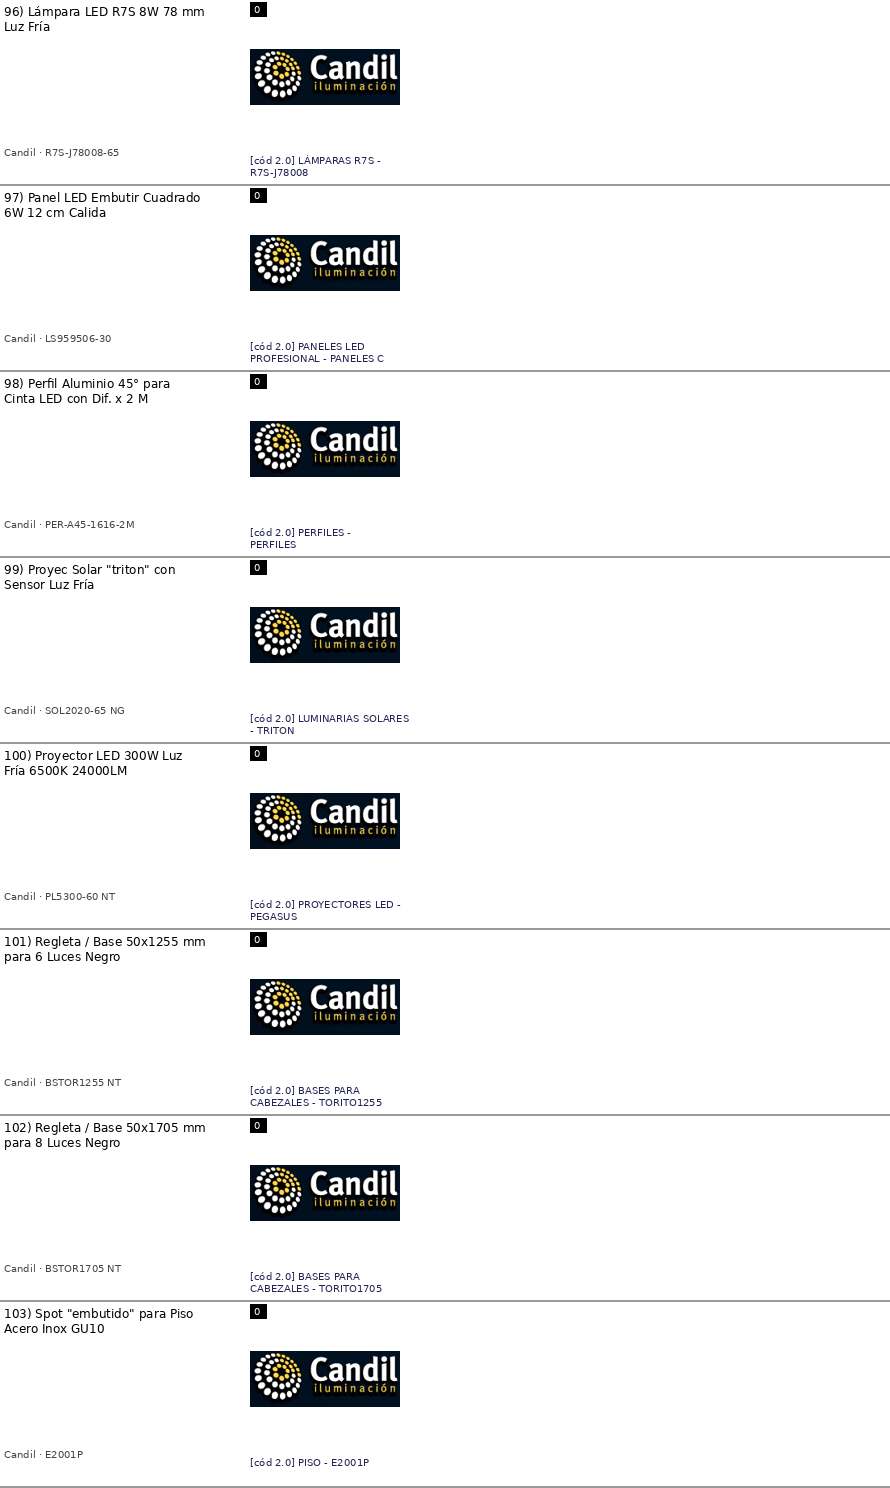 96) Lámpara LED R7S 8W 78 mm
Luz Fría
0
Candil
iluminación
Candil · R7S-J78008-65
[cód 2.0] LÁMPARAS R7S -
R7S-J78008
97) Panel LED Embutir Cuadrado
6W 12 cm Calida
0
Candil
iluminación
Candil · LS959506-30
[cód 2.0] PANELES LED
PROFESIONAL - PANELES C
98) Perfil Aluminio 45° para
Cinta LED con Dif. x 2 M
0
Candil
iluminación
Candil · PER-A45-1616-2M
[cód 2.0] PERFILES -
PERFILES
99) Proyec Solar "triton" con
Sensor Luz Fría
0
Candil
iluminación
Candil · SOL2020-65 NG
[cód 2.0] LUMINARIAS SOLARES
- TRITON
100) Proyector LED 300W Luz
Fría 6500K 24000LM
0
Candil
iluminación
Candil · PL5300-60 NT
[cód 2.0] PROYECTORES LED -
PEGASUS
101) Regleta / Base 50x1255 mm
para 6 Luces Negro
0
Candil
iluminación
Candil · BSTOR1255 NT
[cód 2.0] BASES PARA
CABEZALES - TORITO1255
102) Regleta / Base 50x1705 mm
para 8 Luces Negro
0
Candil
iluminación
Candil · BSTOR1705 NT
[cód 2.0] BASES PARA
CABEZALES - TORITO1705
103) Spot "embutido" para Piso
Acero Inox GU10
0
Candil
iluminación
Candil · E2001P
[cód 2.0] PISO - E2001P